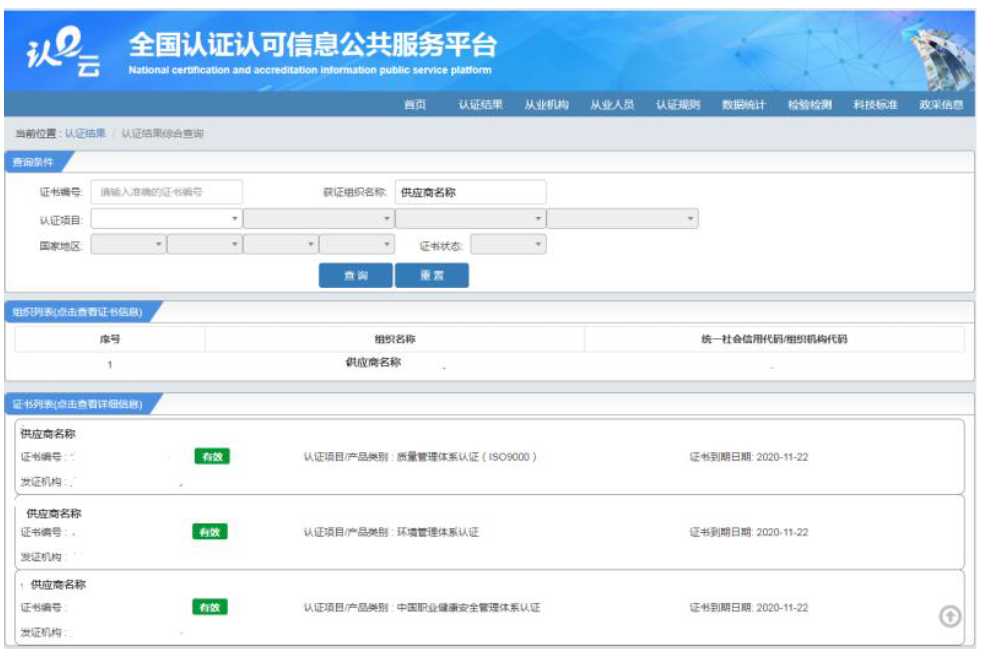 认e云
全国认证认可信息公共服务平台
National certification and accreditation information public service platform
首页 认证结果 从业机构 从业人员 认证规则 数据统计 检验检测 科技标准 政采信息
当前位置：认证结果 / 认证结果综合查询
查询条件
证书编号: 请输入准确的证书编号 获证组织名称: 供应商名称
认证项目:
国家地区: 证书状态:
查询 重置
组织列表(点击查看证书信息)
序号 组织名称 统一社会信用代码/组织机构代码
1 供应商名称
证书列表(点击查看详细信息)
供应商名称
证书编号： 有效 认证项目/产品类别：质量管理体系认证（ISO9000） 证书到期日期: 2020-11-22
发证机构：
供应商名称
证书编号： 有效 认证项目/产品类别：环境管理体系认证 证书到期日期: 2020-11-22
发证机构：
供应商名称
证书编号： 有效 认证项目/产品类别：中国职业健康安全管理体系认证 证书到期日期: 2020-11-22
发证机构：